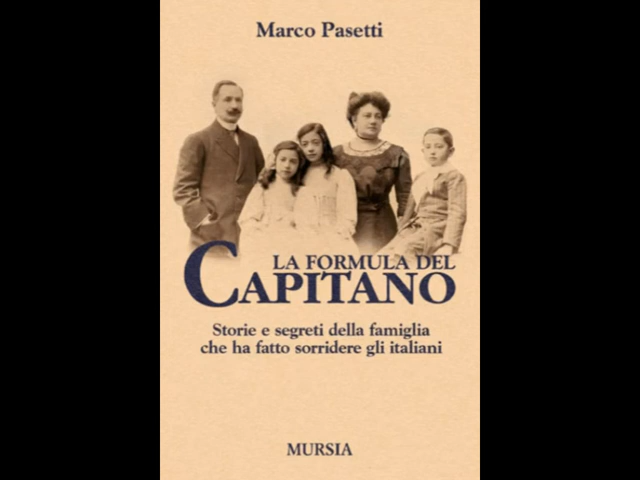 Marco Pasetti
LA FORMULA DEL
CAPITANO
Storie e segreti della famiglia
che ha fatto sorridere gli italiani
MURSIA